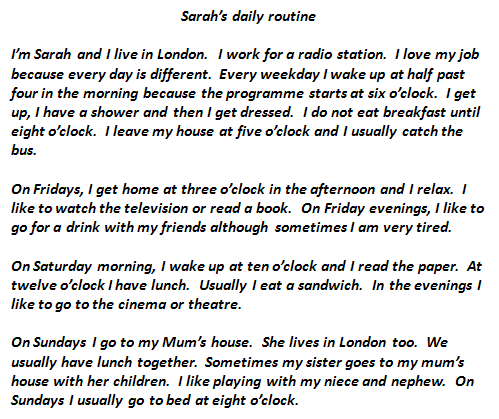 Sarah's daily routine
I'm Sarah and I live in London. I work for a radio station. I love my job
because every day is different. Every weekday I wake up at half past
four in the morning because the programme starts at six o'clock. I get
up, I have a shower and then I get dressed. I do not eat breakfast until
eight o'clock. I leave my house at five o'clock and I usually catch the
bus.
On Fridays, I get home at three o'clock in the afternoon and I relax. I
like to watch the television or read a book. On Friday evenings, I like to
go for a drink with my friends although sometimes I am very tired.
On Saturday morning, I wake up at ten o'clock and I read the paper. At
twelve o'clock I have lunch. Usually I eat a sandwich. In the evenings I
like to go to the cinema or theatre.
On Sundays I go to my Mum's house. She lives in London too. We
usually have lunch together. Sometimes my sister goes to my mum's
house with her children. I like playing with my niece and nephew. On
Sundays I usually go to bed at eight o'clock.